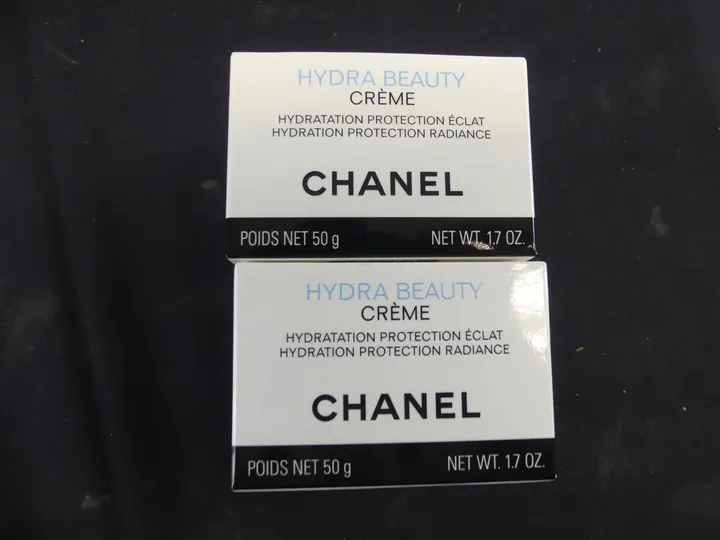 HYDRA BEAUTY
CRÈME
HYDRATATION PROTECTION ÉCLAT
HYDRATION PROTECTION RADIANCE
CHANEL
POIDS NET 50 g NET WT. 1.7 OZ.
HYDRA BEAUTY
CRÈME
HYDRATATION PROTECTION ÉCLAT
HYDRATION PROTECTION RADIANCE
CHANEL
POIDS NET 50 g NET WT. 1.7 OZ.